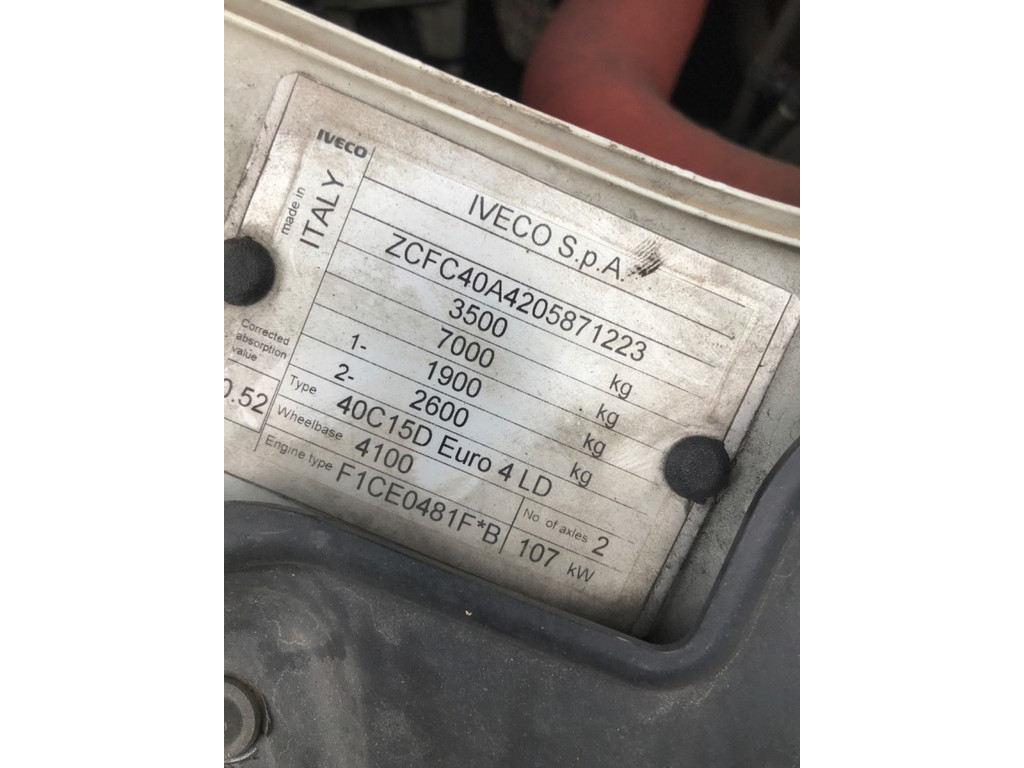 IVECO
made in
ITALY
IVECO S.p.A.
ZCFC40A4205871223
3500 kg
7000 kg
1- 1900 kg
2- 2600 kg
Corrected
absorption
value
0.52
Type 40C15D Euro 4 LD
Wheelbase 4100 No. of axles 2
Engine type F1CE0481F*B 107 kW